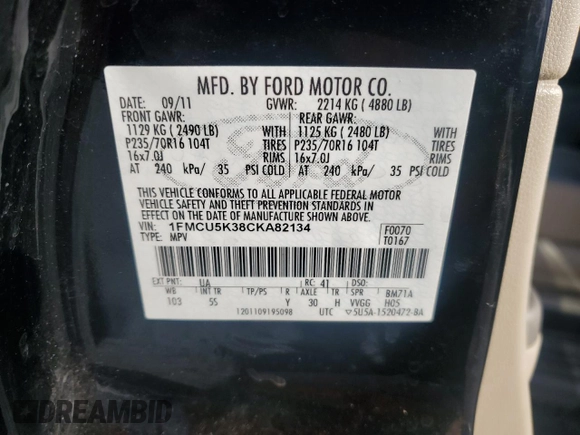 MFD. BY FORD MOTOR CO.
DATE: 09/11 GVWR: 2214 KG ( 4880 LB)
FRONT GAWR: REAR GAWR:
1129 KG ( 2490 LB) WITH 1125 KG ( 2480 LB) WITH
P235/70R16 104T TIRES P235/70R16 104T TIRES
16x7.0J RIMS 16x7.0J RIMS
AT 240 kPa/ 35 PSI COLD AT 240 kPa/ 35 PSI COLD
THIS VEHICLE CONFORMS TO ALL APPLICABLE FEDERAL MOTOR
VEHICLE SAFETY AND THEFT PREVENTION STANDARDS IN
EFFECT ON THE DATE OF MANUFACTURE SHOWN ABOVE.
VIN: 1FMCU5K38CKA82134 F0070
TYPE: MPV T0167
EXT PNT: UA RC: 41 DSO:
WB INT TR TP/PS R AXLE TR SPR BM71A
103 55 Y 30 H VVGG H05
1201109195098 UTC ▽5U5A-1520472-BA
DREAMBID